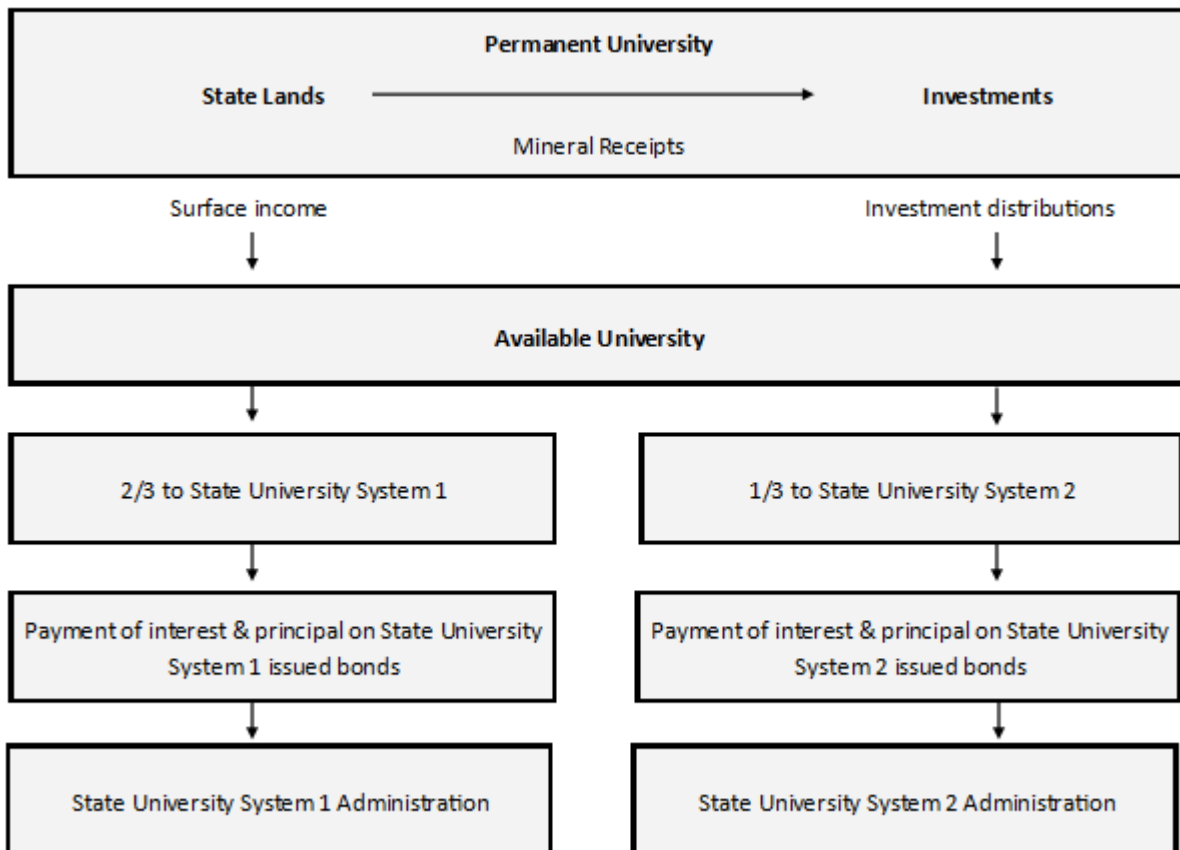 Permanent University
State Lands
Investments
Mineral Receipts
Surface income
Investment distributions
Available University
2/3 to State University System 1
1/3 to State University System 2
Payment of interest & principal on State University
System 1 issued bonds
Payment of interest & principal on State University
System 2 issued bonds
State University System 1 Administration
State University System 2 Administration